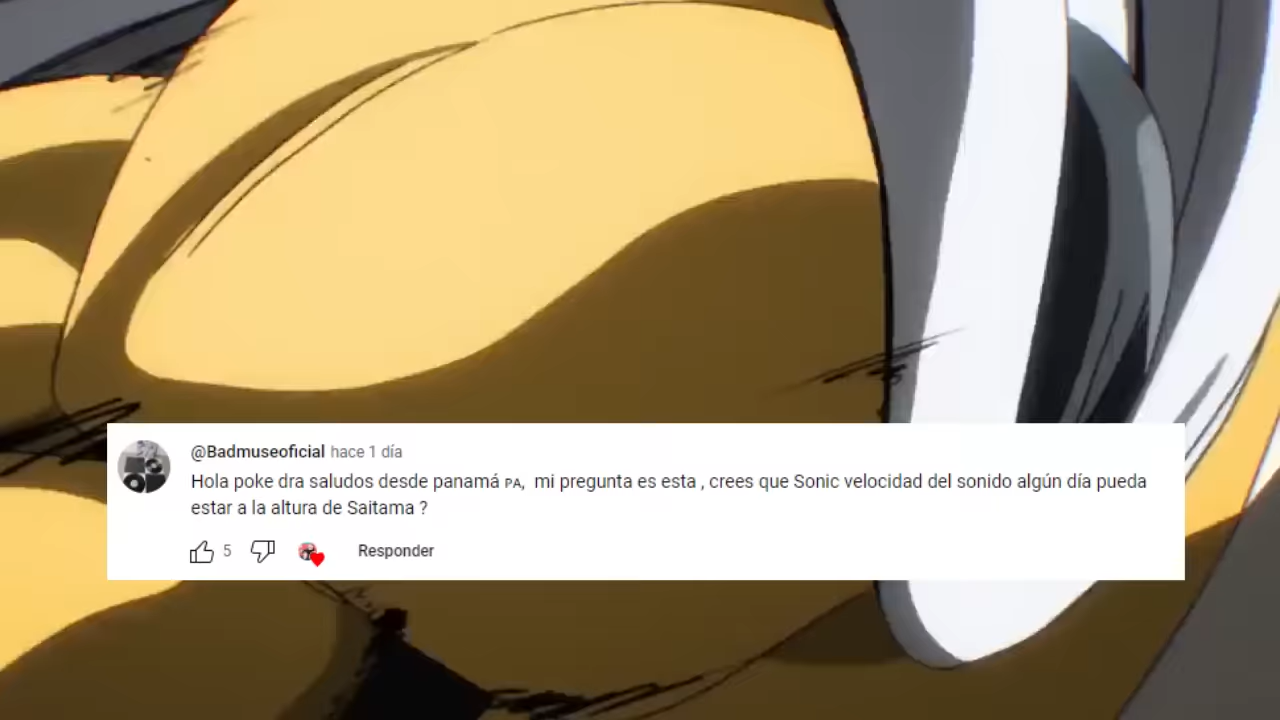 @Badmuseoficial hace 1 día
Hola poke dra saludos desde panamá ᴘᴀ, mi pregunta es esta , crees que Sonic velocidad del sonido algún día pueda
estar a la altura de Saitama ?
5 Responder